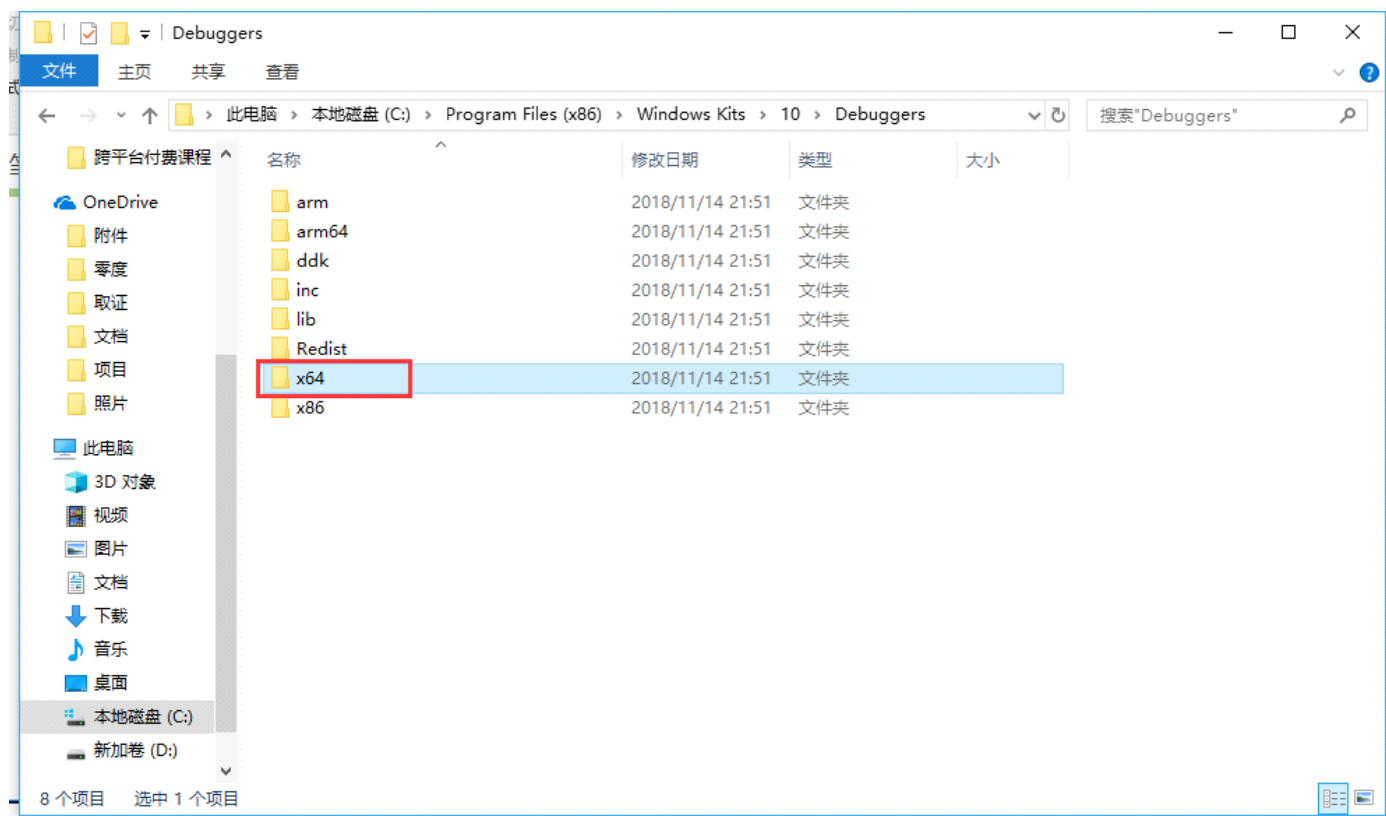 Debuggers
文件 主页 共享 查看
此电脑 › 本地磁盘 (C:) › Program Files (x86) › Windows Kits › 10 › Debuggers 搜索"Debuggers"
跨平台付费课程
OneDrive
附件
零度
取证
文档
项目
照片
此电脑
3D 对象
视频
图片
文档
下载
音乐
桌面
本地磁盘 (C:)
新加卷 (D:)
名称 修改日期 类型 大小
arm 2018/11/14 21:51 文件夹
arm64 2018/11/14 21:51 文件夹
ddk 2018/11/14 21:51 文件夹
inc 2018/11/14 21:51 文件夹
lib 2018/11/14 21:51 文件夹
Redist 2018/11/14 21:51 文件夹
x64 2018/11/14 21:51 文件夹
x86 2018/11/14 21:51 文件夹
8 个项目 选中 1 个项目